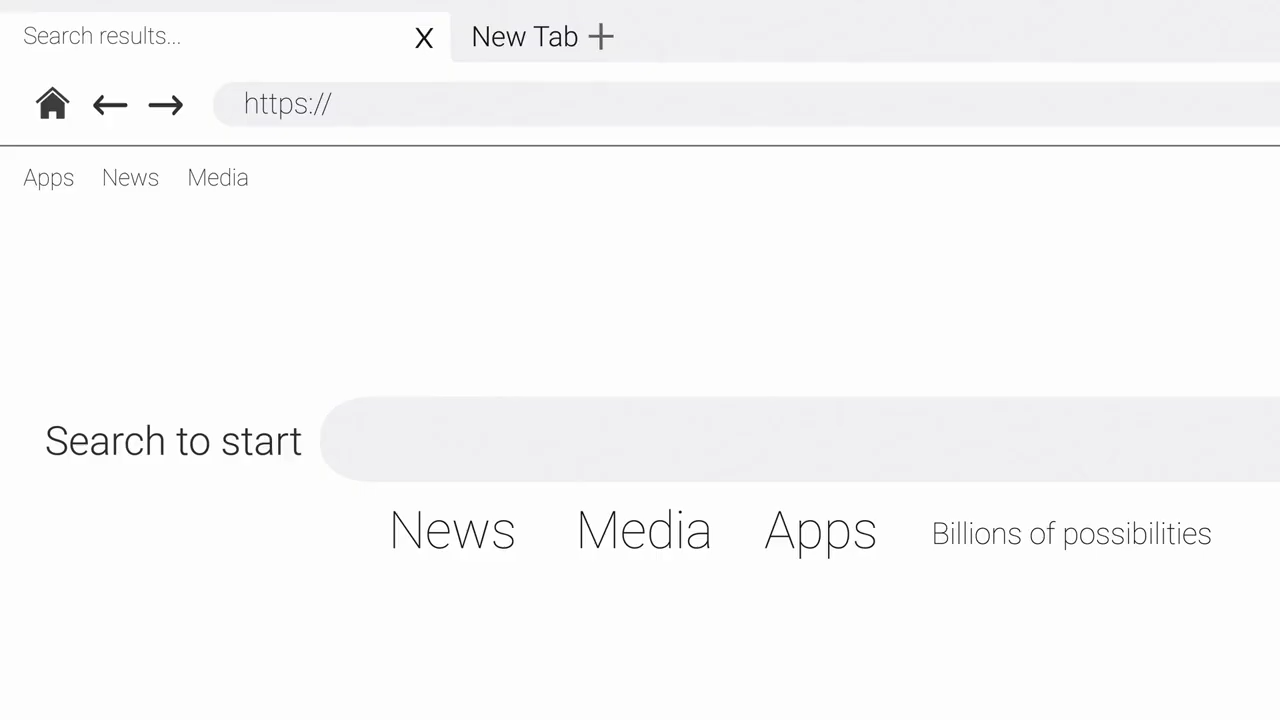 Search results... X New Tab +
https://
Apps News Media
Search to start
News Media Apps Billions of possibilities